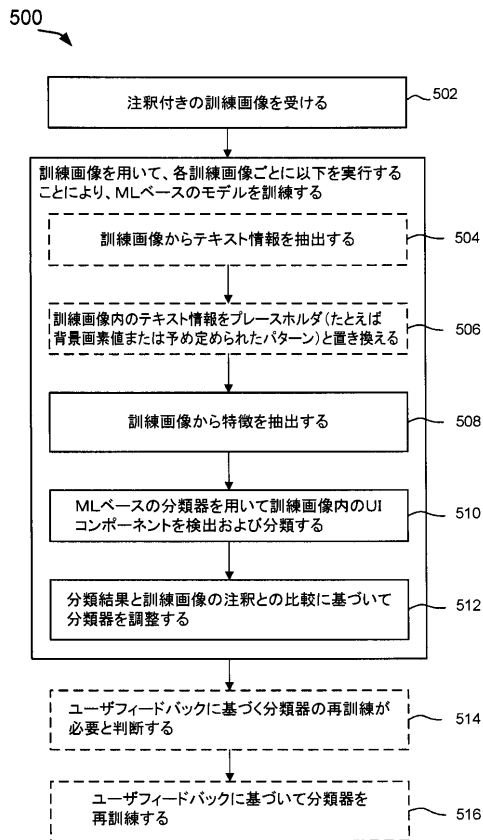 500
注釈付きの訓練画像を受ける
502
訓練画像を用いて、各訓練画像ごとに以下を実行する
ことにより、MLベースのモデルを訓練する
訓練画像からテキスト情報を抽出する
504
訓練画像内のテキスト情報をプレースホルダ(たとえば
背景画素値または予め定められたパターン)と置き換える
506
訓練画像から特徴を抽出する
508
MLベースの分類器を用いて訓練画像内のUI
コンポーネントを検出および分類する
510
分類結果と訓練画像の注釈との比較に基づいて
分類器を調整する
512
ユーザフィードバックに基づく分類器の再訓練が
必要と判断する
514
ユーザフィードバックに基づいて分類器を
再訓練する
516